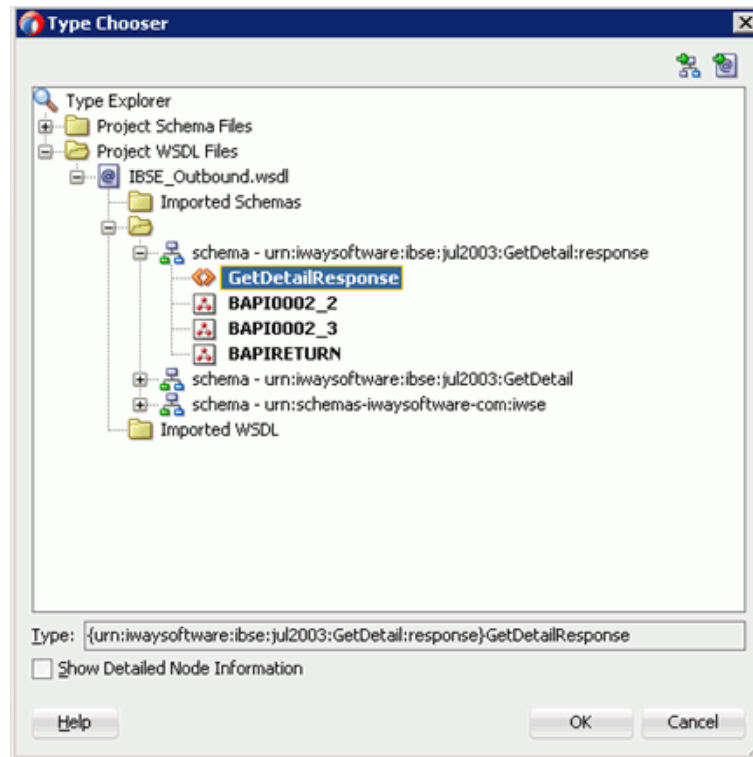 Type Chooser
Type Explorer
Project Schema Files
Project WSDL Files
IBSE_Outbound.wsdl
Imported Schemas
schema - urn:iwaysoftware:ibse:jul2003:GetDetail:response
GetDetailResponse
BAPI0002_2
BAPI0002_3
BAPIRETURN
schema - urn:iwaysoftware:ibse:jul2003:GetDetail
schema - urn:schemas-iwaysoftware-com:iwse
Imported WSDL
Type: {urn:iwaysoftware:ibse:jul2003:GetDetail:response}GetDetailResponse
Show Detailed Node Information
Help OK Cancel